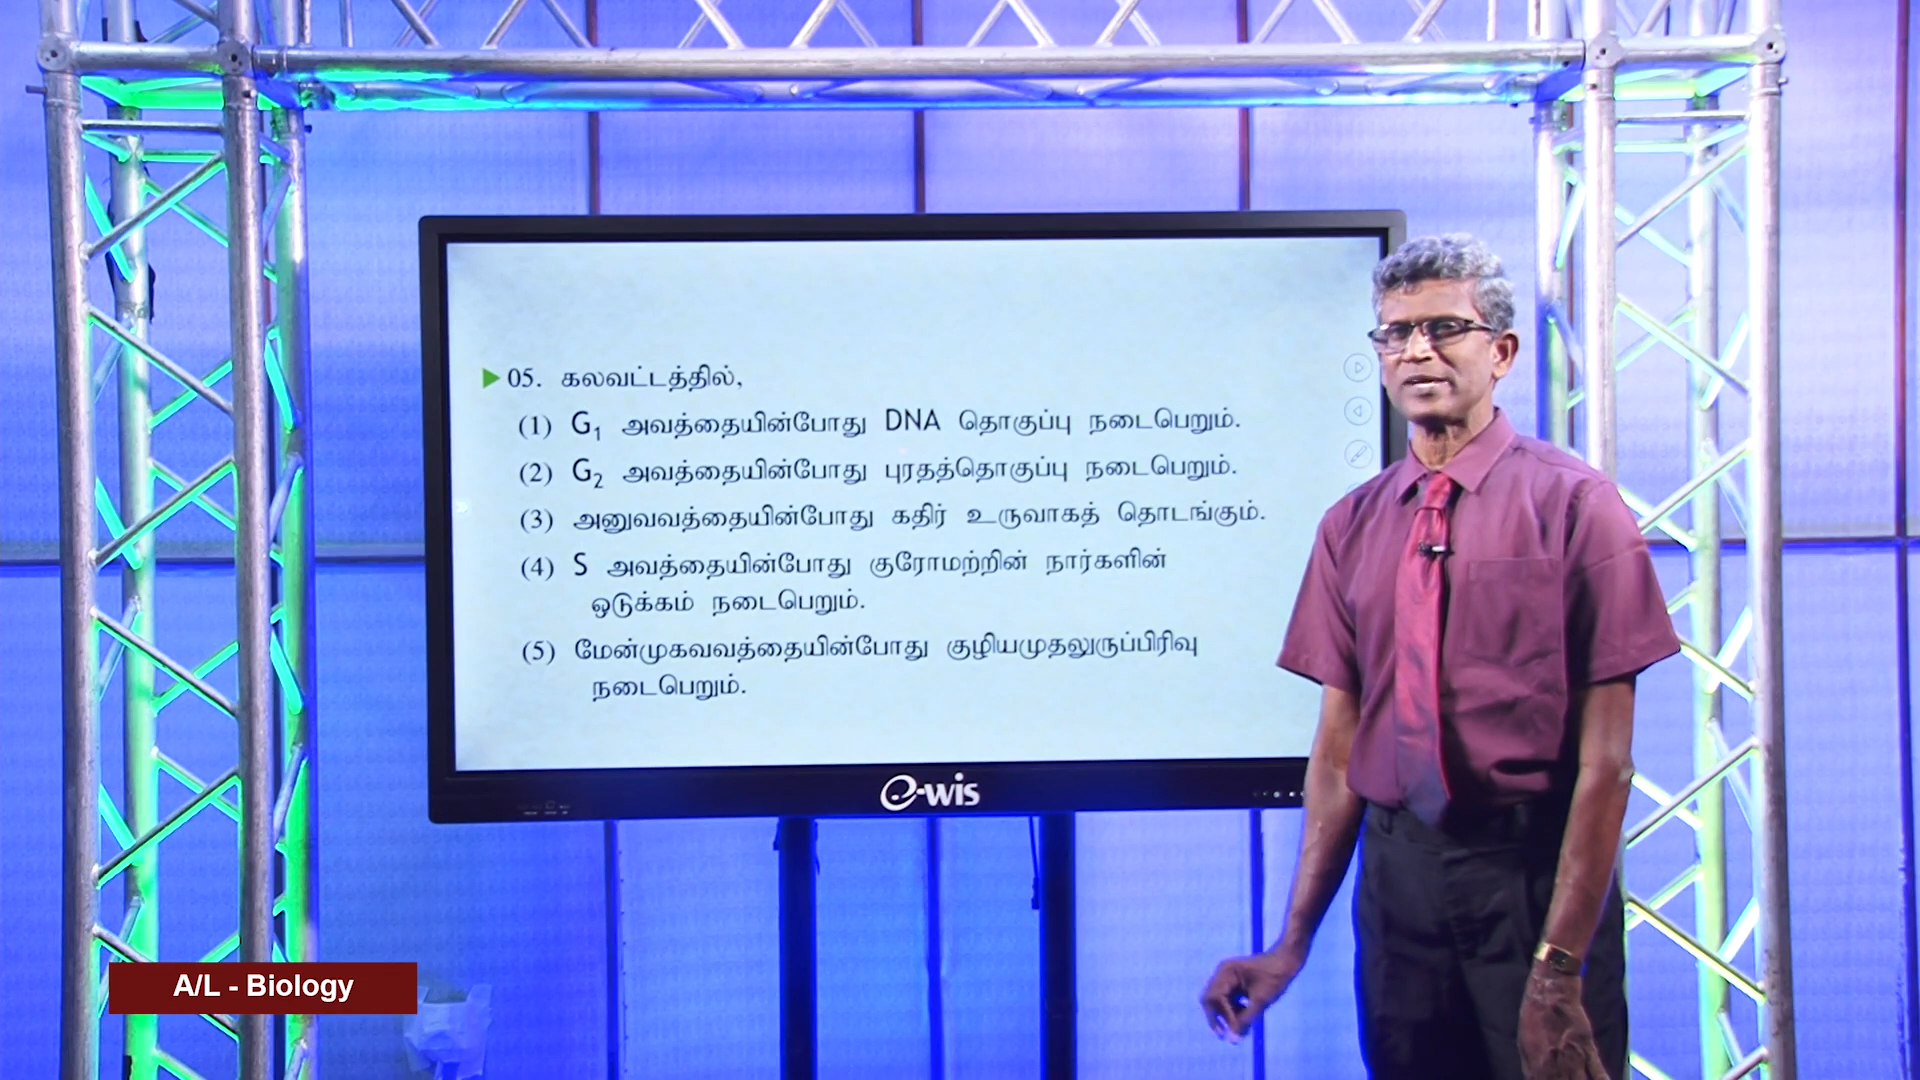 05. கலவட்டத்தில்,
(1) G₁ அவத்தையின்போது DNA தொகுப்பு நடைபெறும்.
(2) G₂ அவத்தையின்போது புரதத்தொகுப்பு நடைபெறும்.
(3) அனுவவத்தையின்போது கதிர் உருவாகத் தொடங்கும்.
(4) S அவத்தையின்போது குரோமற்றின் நார்களின்
ஒடுக்கம் நடைபெறும்.
(5) மேன்முகவவத்தையின்போது குழியமுதலுருப்பிரிவு
நடைபெறும்.
e-wis
A/L - Biology